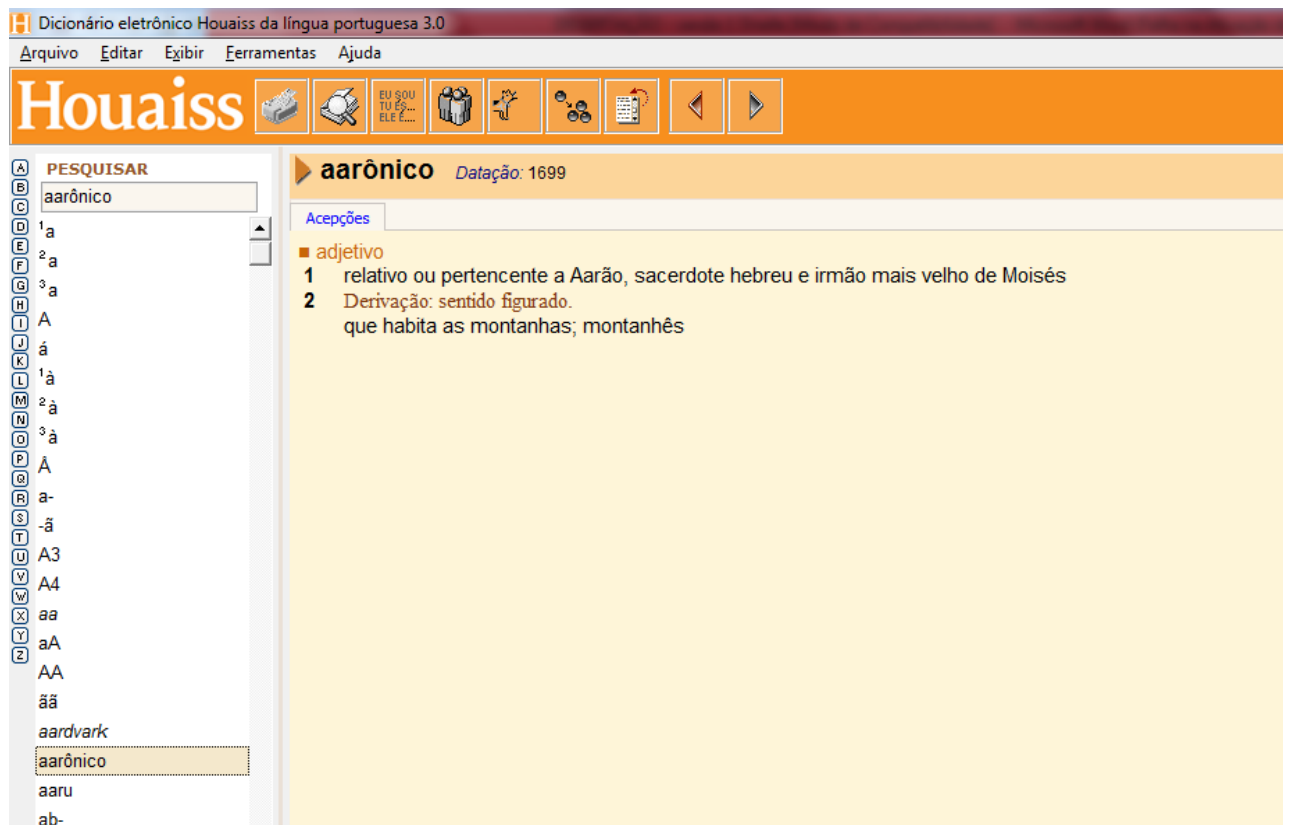 Dicionário eletrônico Houaiss da língua portuguesa 3.0
Arquivo Editar Exibir Ferramentas Ajuda
Houaiss
EU SOU
TU ÉS...
ELE É....
PESQUISAR
aarônico
¹a
²a
³a
A
á
¹à
²à
³à
Â
a-
-ã
A3
A4
aa
aA
AA
ãã
aardvark
aarônico
aaru
ab-
A
B
C
D
E
F
G
H
I
J
K
L
M
N
O
P
Q
R
S
T
U
V
W
X
Y
Z
aarônico Datação: 1699
Acepções
adjetivo
1 relativo ou pertencente a Aarão, sacerdote hebreu e irmão mais velho de Moisés
2 Derivação: sentido figurado.
que habita as montanhas; montanhês